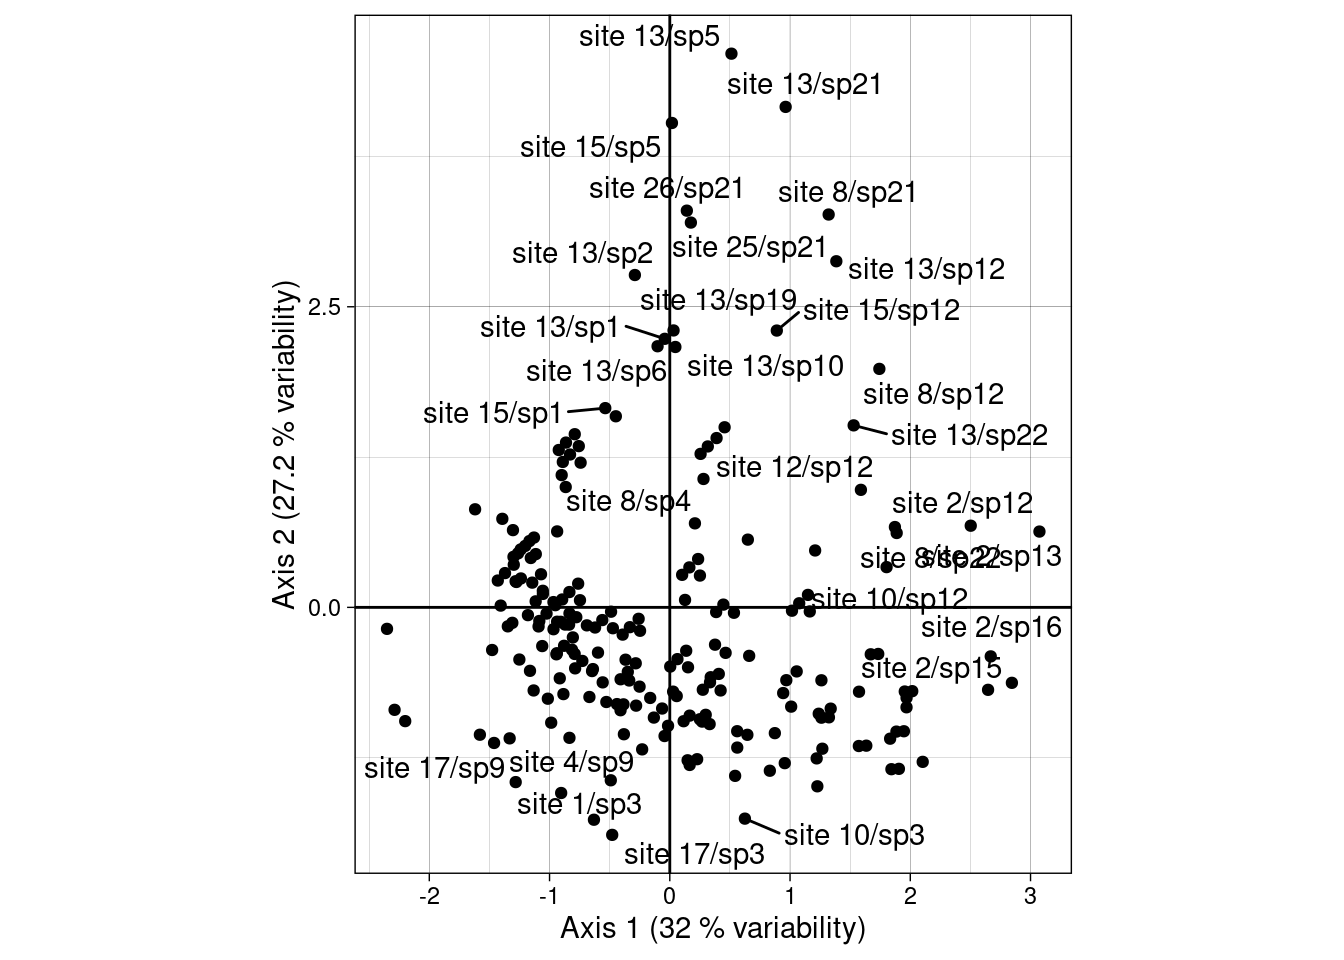 site 13/sp5
site 13/sp21
site 15/sp5
site 26/sp21
site 8/sp21
site 25/sp21
site 13/sp2
site 13/sp12
site 13/sp19
site 15/sp12
site 13/sp1
site 13/sp10
site 13/sp6
site 8/sp12
site 15/sp1
site 13/sp22
site 12/sp12
site 8/sp4
site 2/sp12
site 8/sp22
site 2/sp13
site 10/sp12
site 2/sp16
site 2/sp15
site 17/sp9
site 4/sp9
site 1/sp3
site 10/sp3
site 17/sp3
2.5
0.0
-2
-1
0
1
2
3
Axis 1 (32 % variability)
Axis 2 (27.2 % variability)